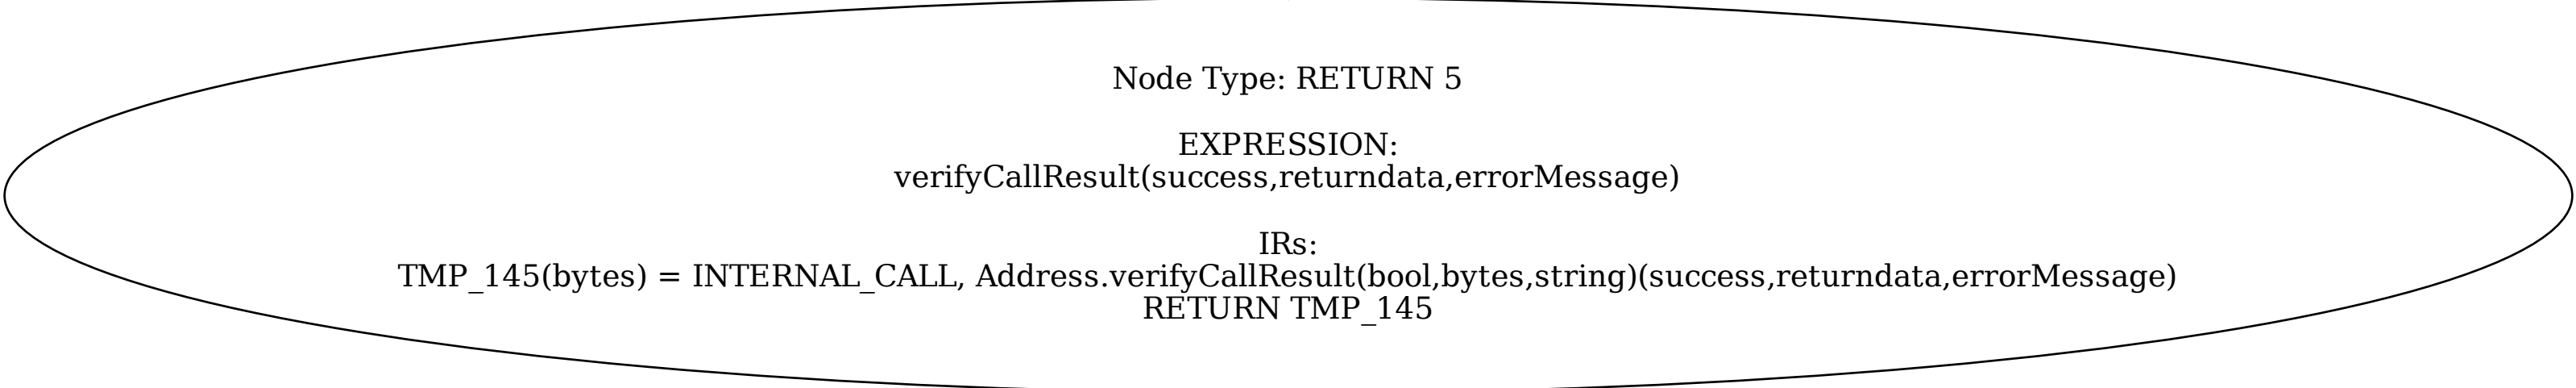 Node Type: RETURN 5
EXPRESSION:
verifyCallResult(success,returndata,errorMessage)
IRs:
TMP_145(bytes) = INTERNAL_CALL, Address.verifyCallResult(bool,bytes,string)(success,returndata,errorMessage)
RETURN TMP_145